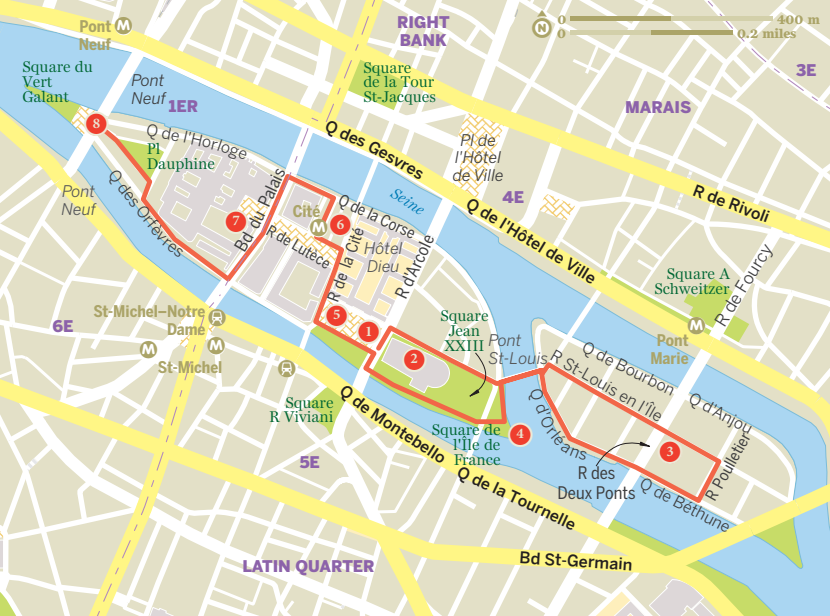 RIGHT
BANK
0
400 m
0
0.2 miles
N
Pont
Neuf
M
3E
Square du
Vert
Galant
Pont
Neuf
Square
de la Tour
St-Jacques
1ER
MARAIS
8
Q de l'Horloge
Q des Gesvres
Pl de
l'Hôtel
de Ville
Pl
Dauphine
Pont
Neuf
Q des Orfèvres
Bd du Palais
Seine
4E
R de Rivoli
Q de l'Hôtel de Ville
7
Cité
M
6
Q de la Corse
R de Lutèce
R de la Cité
Hôtel
Dieu
R d'Arcole
Square A
Schweitzer
R de Fourcy
St-Michel–Notre
Dame
6E
M
M
St-Michel
5
1
2
Square
Jean
XXIII
Pont
St-Louis
M
Pont
Marie
Q de Bourbon
R St-Louis en l'Île
Q d'Anjou
Square
R Viviani
Q de Montebello
Square de
l'Île de
France
4
Q d'Orléans
3
R Poulletier
R des
Deux Ponts
Q de Béthune
5E
Q de la Tournelle
LATIN QUARTER
Bd St-Germain